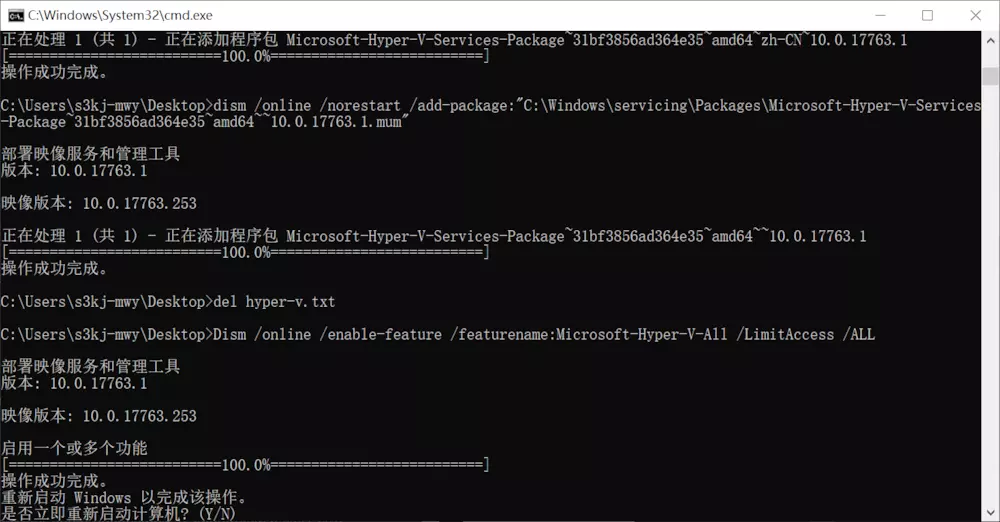 C:\Windows\System32\cmd.exe
正在处理 1 (共 1) - 正在添加程序包 Microsoft-Hyper-V-Services-Package~31bf3856ad364e35~amd64~zh-CN~10.0.17763.1
[==========================100.0%==========================]
操作成功完成。
C:\Users\s3kj-mwy\Desktop>dism /online /norestart /add-package:"C:\Windows\servicing\Packages\Microsoft-Hyper-V-Services
-Package~31bf3856ad364e35~amd64~~10.0.17763.1.mum"
部署映像服务和管理工具
版本: 10.0.17763.1
映像版本: 10.0.17763.253
正在处理 1 (共 1) - 正在添加程序包 Microsoft-Hyper-V-Services-Package~31bf3856ad364e35~amd64~~10.0.17763.1
[==========================100.0%==========================]
操作成功完成。
C:\Users\s3kj-mwy\Desktop>del hyper-v.txt
C:\Users\s3kj-mwy\Desktop>Dism /online /enable-feature /featurename:Microsoft-Hyper-V-All /LimitAccess /ALL
部署映像服务和管理工具
版本: 10.0.17763.1
映像版本: 10.0.17763.253
启用一个或多个功能
[==========================100.0%==========================]
操作成功完成。
重新启动 Windows 以完成该操作。
是否立即重新启动计算机? (Y/N)